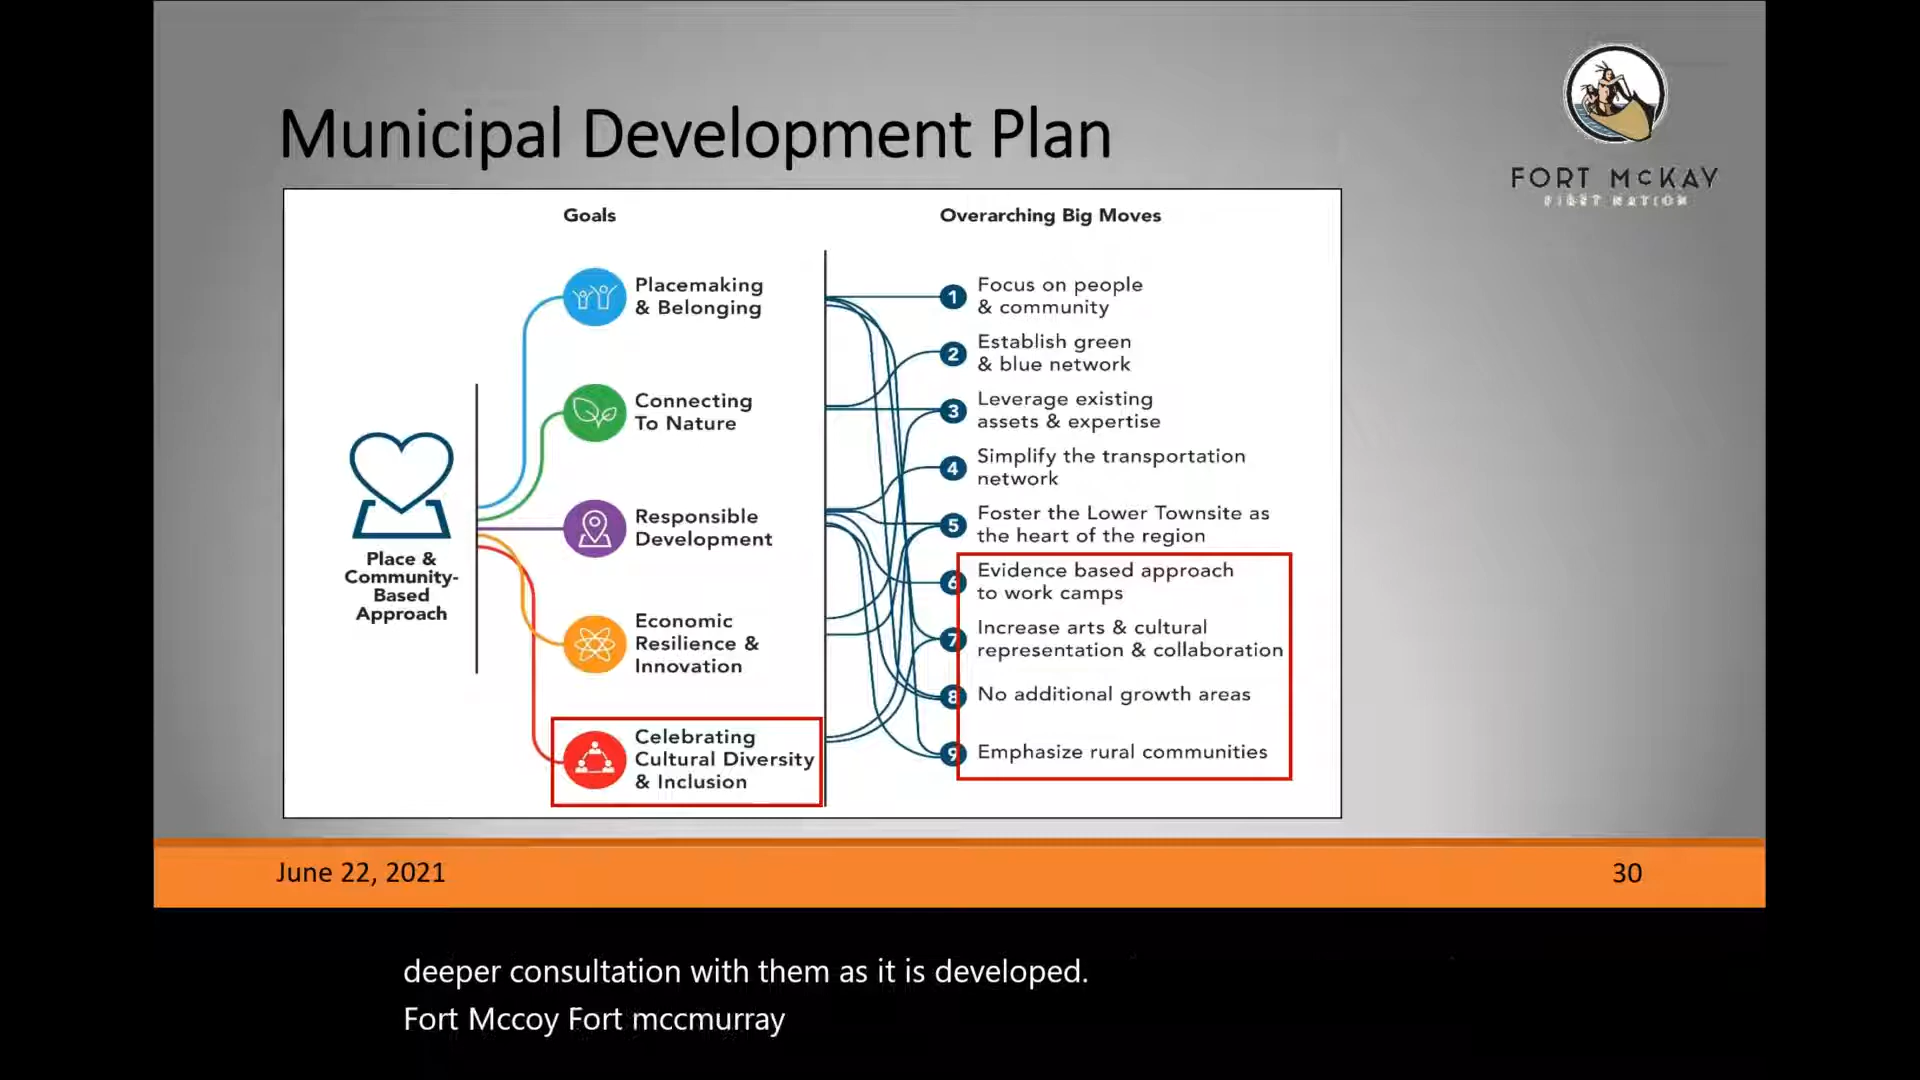 Municipal Development Plan
FORT McKAY
FIRST NATION
Goals
Overarching Big Moves
Place &
Community-
Based
Approach
Placemaking
& Belonging
Connecting
To Nature
Responsible
Development
Economic
Resilience &
Innovation
Celebrating
Cultural Diversity
& Inclusion
1 Focus on people
& community
2 Establish green
& blue network
3 Leverage existing
assets & expertise
4 Simplify the transportation
network
5 Foster the Lower Townsite as
the heart of the region
6 Evidence based approach
to work camps
7 Increase arts & cultural
representation & collaboration
8 No additional growth areas
9 Emphasize rural communities
June 22, 2021
30
deeper consultation with them as it is developed.
Fort Mccoy Fort mccmurray